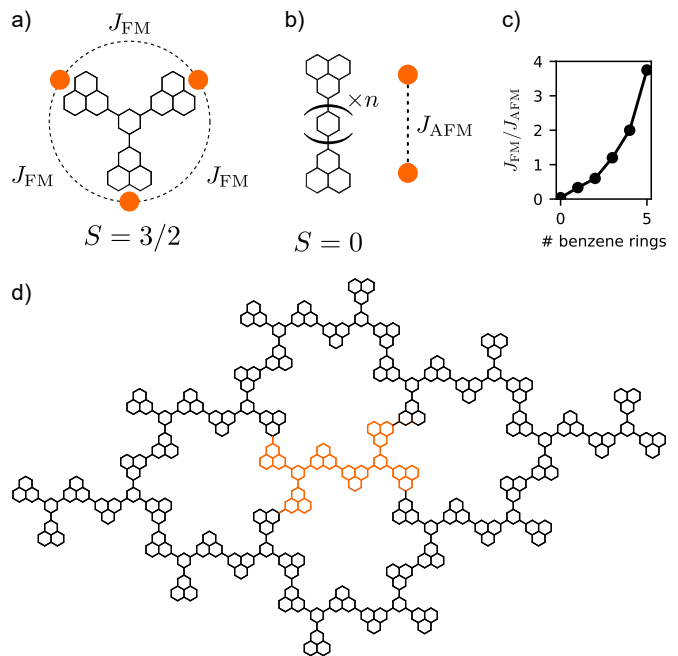 a)
J_FM
J_FM
J_FM
S = 3/2
b)
×n
J_AFM
S = 0
c)
J_FM/J_AFM
4
3
2
1
0
0
5
# benzene rings
d)